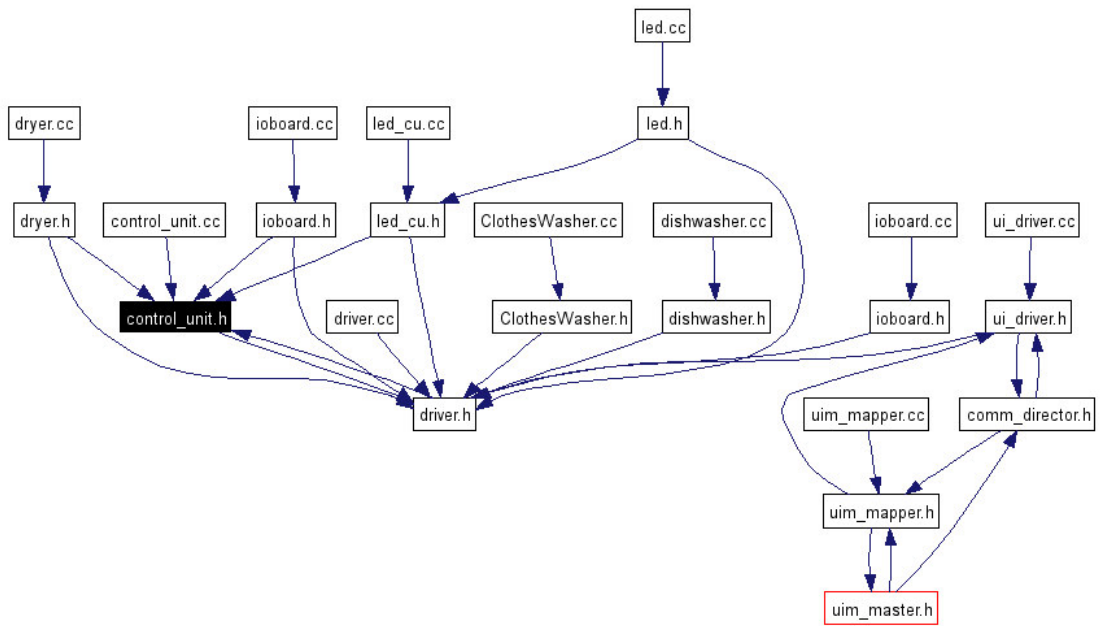 led.cc
dryer.cc
ioboard.cc
led_cu.cc
led.h
dryer.h
control_unit.cc
ioboard.h
led_cu.h
ClothesWasher.cc
dishwasher.cc
ioboard.cc
ui_driver.cc
control_unit.h
driver.cc
ClothesWasher.h
dishwasher.h
ioboard.h
ui_driver.h
driver.h
uim_mapper.cc
comm_director.h
uim_mapper.h
uim_master.h